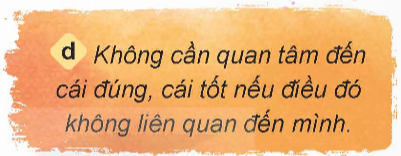 d Không cần quan tâm đến
cái đúng, cái tốt nếu điều đó
không liên quan đến mình.